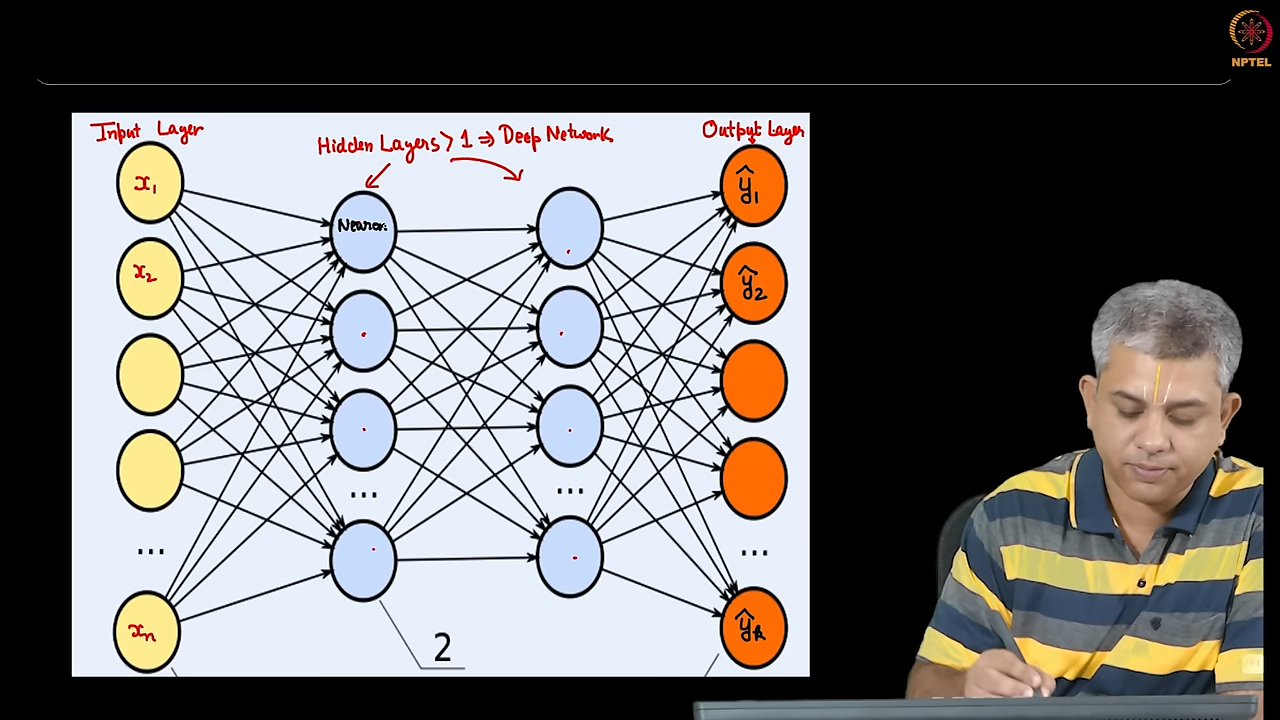 NPTEL
Input Layer
Hidden Layers > 1 ⇒ Deep Network
Output Layer
x1
x2
xn
Neuron
...
...
...
...
ŷ1
ŷ2
ŷk
2